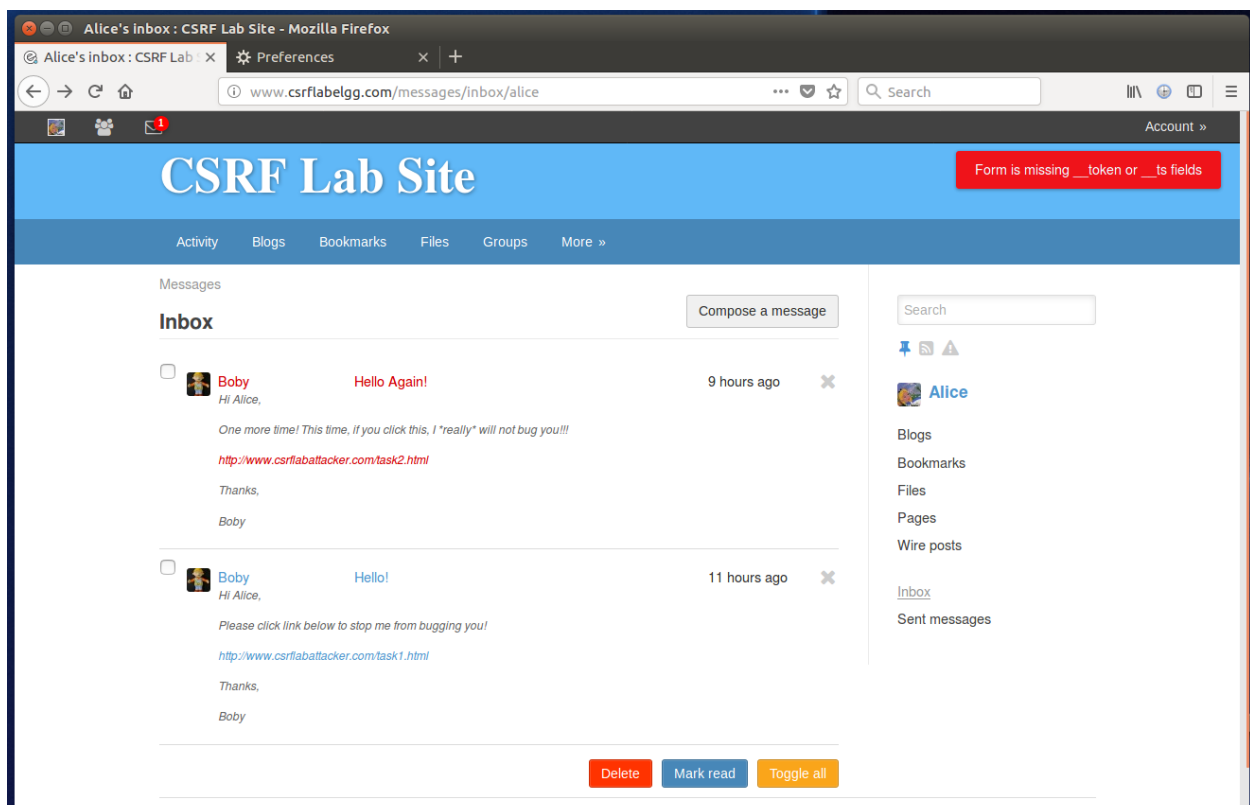 Alice's inbox : CSRF Lab Site - Mozilla Firefox
Alice's inbox : CSRF Lab S
Preferences
www.csrflabelgg.com/messages/inbox/alice
Search
1
Account »
CSRF Lab Site
Form is missing __token or __ts fields
Activity Blogs Bookmarks Files Groups More »
Messages
Inbox
Compose a message
Boby Hello Again! 9 hours ago
Hi Alice,
One more time! This time, if you click this, I *really* will not bug you!!!
http://www.csrflabattacker.com/task2.html
Thanks,
Boby
Boby Hello! 11 hours ago
Hi Alice,
Please click link below to stop me from bugging you!
http://www.csrflabattacker.com/task1.html
Thanks,
Boby
Delete Mark read Toggle all
Search
Alice
Blogs
Bookmarks
Files
Pages
Wire posts
Inbox
Sent messages